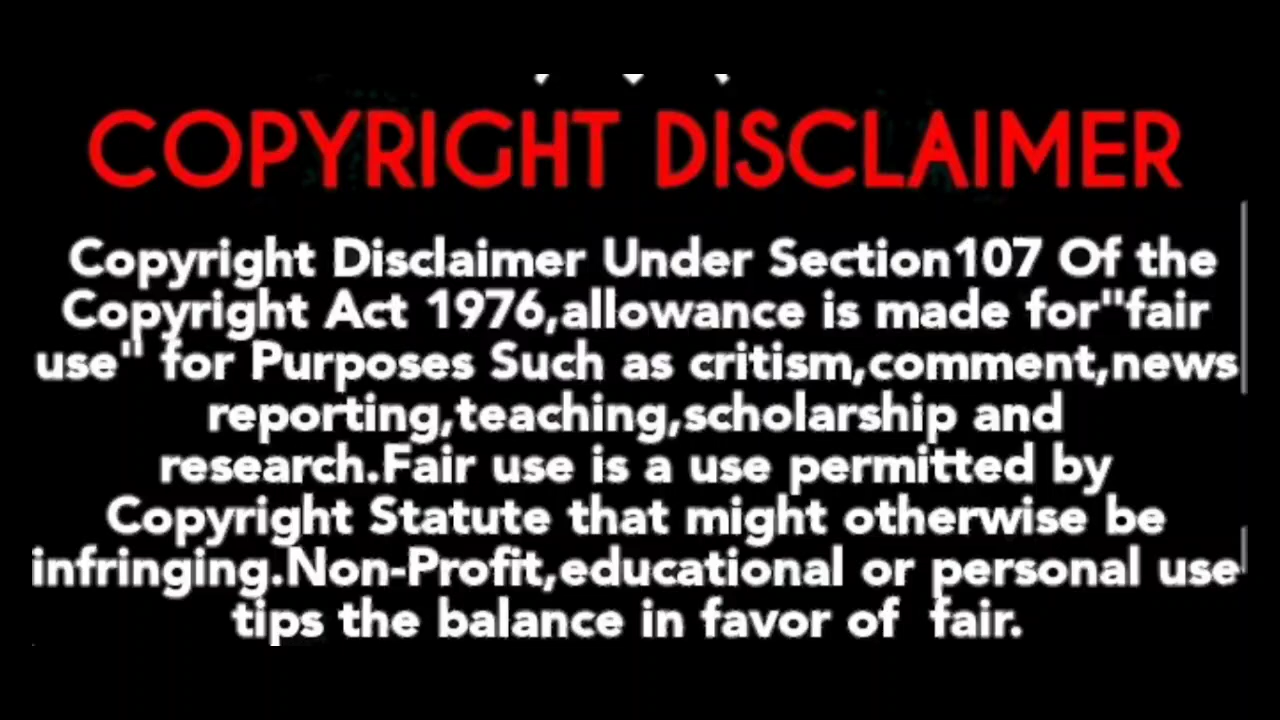 COPYRIGHT DISCLAIMER
Copyright Disclaimer Under Section107 Of the
Copyright Act 1976,allowance is made for"fair
use" for Purposes Such as critism,comment,news
reporting,teaching,scholarship and
research.Fair use is a use permitted by
Copyright Statute that might otherwise be
infringing.Non-Profit,educational or personal use
tips the balance in favor of  fair.